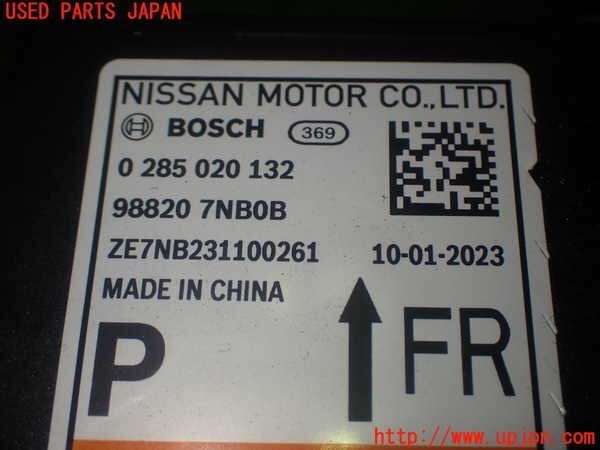 USED PARTS JAPAN
NISSAN MOTOR CO.,LTD.
BOSCH 369
0 285 020 132
98820 7NB0B
ZE7NB231100261 10-01-2023
MADE IN CHINA
P FR
http://www.upjpn.com